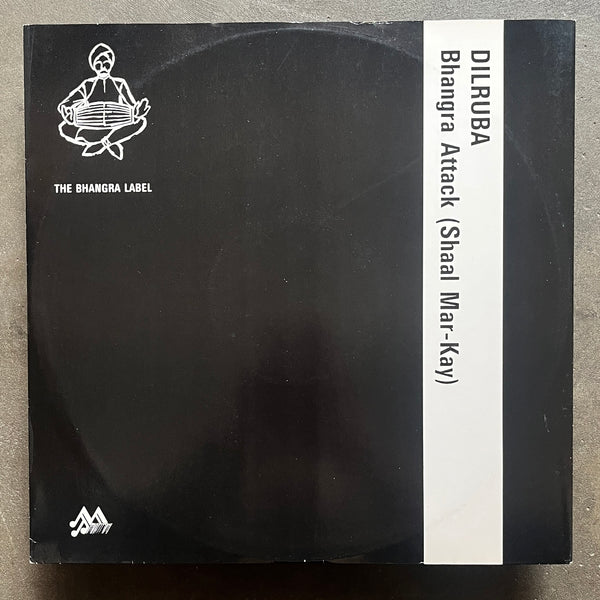 THE BHANGRA LABEL
DILRUBA
Bhangra Attack (Shaal Mar-Kay)